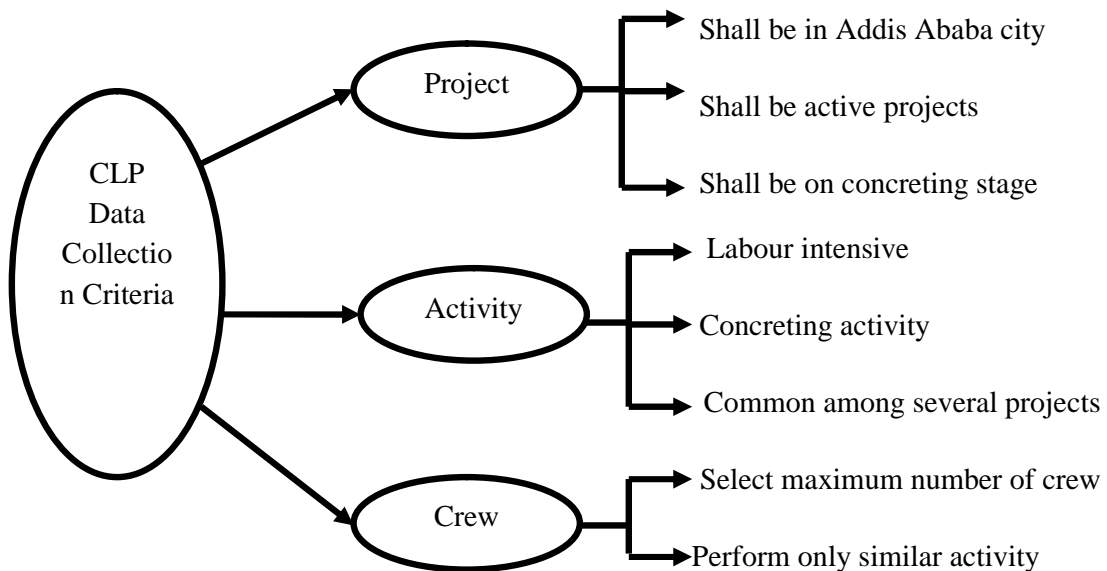 CLP
Data
Collectio
n Criteria
Project
Shall be in Addis Ababa city
Shall be active projects
Shall be on concreting stage
Activity
Labour intensive
Concreting activity
Common among several projects
Crew
Select maximum number of crew
Perform only similar activity